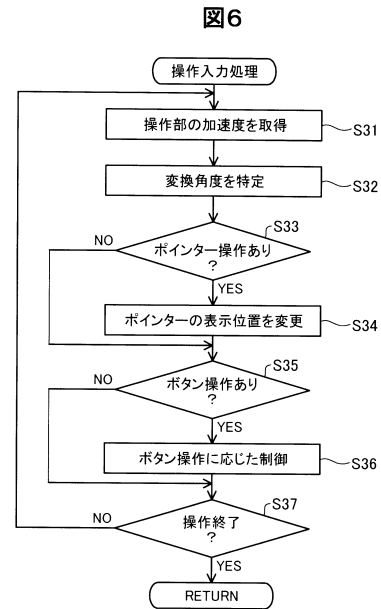 図6
操作入力処理
操作部の加速度を取得
S31
変換角度を特定
S32
S33
NO
ポインター操作あり
?
YES
ポインターの表示位置を変更
S34
S35
NO
ボタン操作あり
?
YES
ボタン操作に応じた制御
S36
S37
NO
操作終了
?
YES
RETURN